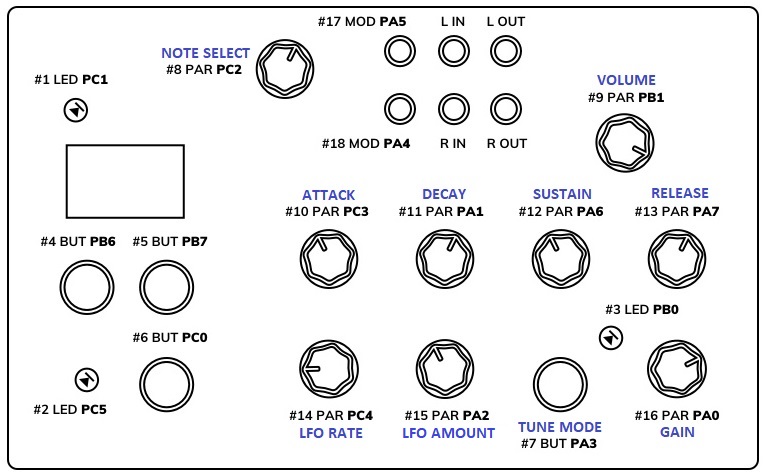 #17 MOD PA5
L IN
L OUT
NOTE SELECT
#8 PAR PC2
#1 LED PC1
VOLUME
#9 PAR PB1
#18 MOD PA4
R IN
R OUT
ATTACK
#10 PAR PC3
DECAY
#11 PAR PA1
SUSTAIN
#12 PAR PA6
RELEASE
#13 PAR PA7
#4 BUT PB6
#5 BUT PB7
#3 LED PB0
#6 BUT PC0
#2 LED PC5
#14 PAR PC4
LFO RATE
#15 PAR PA2
LFO AMOUNT
TUNE MODE
#7 BUT PA3
#16 PAR PA0
GAIN